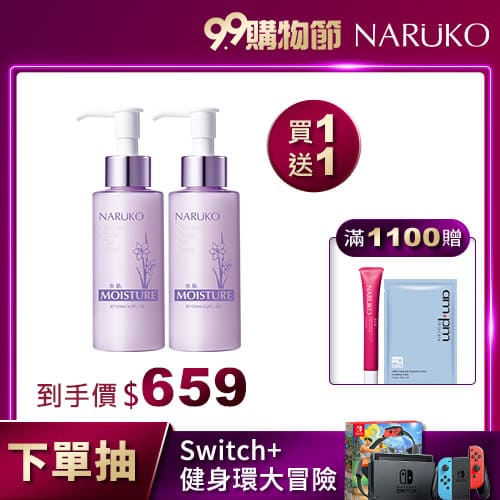 9.9購物節 NARUKO
買1
送1
NARUKO
水仙
MOISTURE
NARUKO
水仙
MOISTURE
滿1100贈
NARUKO
am+pm
到手價$659
下單抽
Switch+
健身環大冒險
NINTENDO
SWITCH